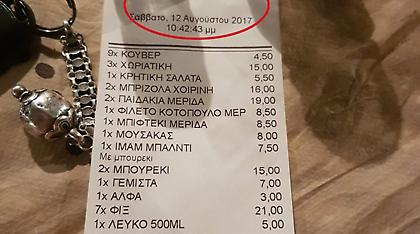 Σάββατο, 12 Αυγούστου 2017
10:42:43 μμ
9x ΚΟΥΒΕΡ 4,50
3x ΧΩΡΙΑΤΙΚΗ 15,00
1x ΚΡΗΤΙΚΗ ΣΑΛΑΤΑ 5,50
2x ΜΠΡΙΖΟΛΑ ΧΟΙΡΙΝΗ 16,00
2x ΠΑΙΔΑΚΙΑ ΜΕΡΙΔΑ 19,00
1x ΦΙΛΕΤΟ ΚΟΤΟΠΟΥΛΟ ΜΕΡ 8,50
1x ΜΠΙΦΤΕΚΙ ΜΕΡΙΔΑ 8,50
1x ΜΟΥΣΑΚΑΣ 8,00
1x ΙΜΑΜ ΜΠΑΛΝΤΙ 7,50
Με μπουρεκι
2x ΜΠΟΥΡΕΚΙ 15,00
1x ΓΕΜΙΣΤΑ 7,00
1x ΑΛΦΑ 3,00
7x ΦΙΞ 21,00
1x ΛΕΥΚΟ 500ML 5,00